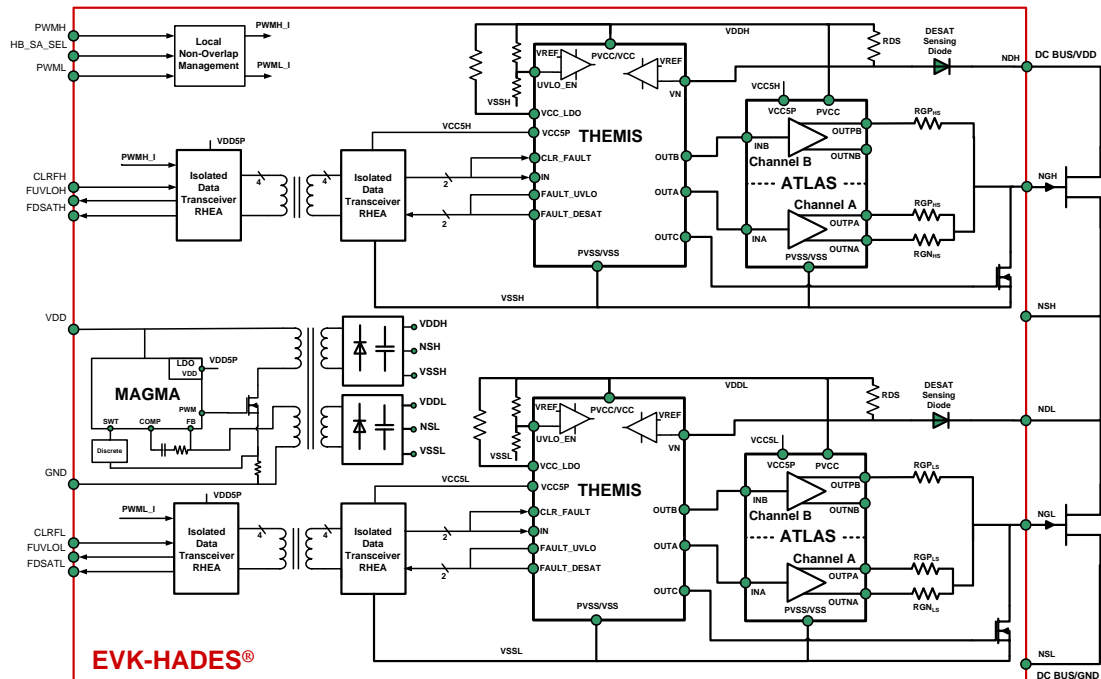 PWMH
HB_SA_SEL
PWML
Local
Non-Overlap
Management
PWMH_I
PWML_I
VDDH
RDS
DESAT
Sensing
Diode
NDH
DC BUS/VDD
VREF
PVCC/VCC
VREF
UVLO_EN
VN
VSSH
VCC_LDO
VCC5H
VCC5P
THEMIS
CLR_FAULT
IN
FAULT_UVLO
FAULT_DESAT
OUTB
OUTA
OUTC
PVSS/VSS
VCC5H
VCC5P
PVCC
INB
Channel B
OUTPB
OUTNB
ATLAS
Channel A
OUTPA
OUTNA
INA
PVSS/VSS
RGPHS
RGPHS
RGNHS
NGH
VDD5P
PWMH_I
CLRFH
FUVLOH
FDSATH
Isolated
Data
Transceiver
RHEA
4
4
Isolated
Data
Transceiver
RHEA
2
2
VSSH
NSH
VDD
LDO
VDD
VDD5P
MAGMA
PWM
SWT
COMP
FB
Discrete
GND
VDDH
NSH
VSSH
VDDL
NSL
VSSL
VDDL
RDS
DESAT
Sensing
Diode
NDL
VREF
PVCC/VCC
VREF
UVLO_EN
VN
VSSL
VCC_LDO
VCC5L
VCC5P
THEMIS
CLR_FAULT
IN
FAULT_UVLO
FAULT_DESAT
OUTB
OUTA
OUTC
PVSS/VSS
VCC5L
VCC5P
PVCC
INB
Channel B
OUTPB
OUTNB
ATLAS
Channel A
OUTPA
OUTNA
INA
PVSS/VSS
RGPLS
RGPLS
RGNLS
NGL
VDD5P
PWML_I
CLRFL
FUVLOL
FDSATL
Isolated
Data
Transceiver
RHEA
4
4
Isolated
Data
Transceiver
RHEA
2
2
VSSL
NSL
DC BUS/GND
EVK-HADES®